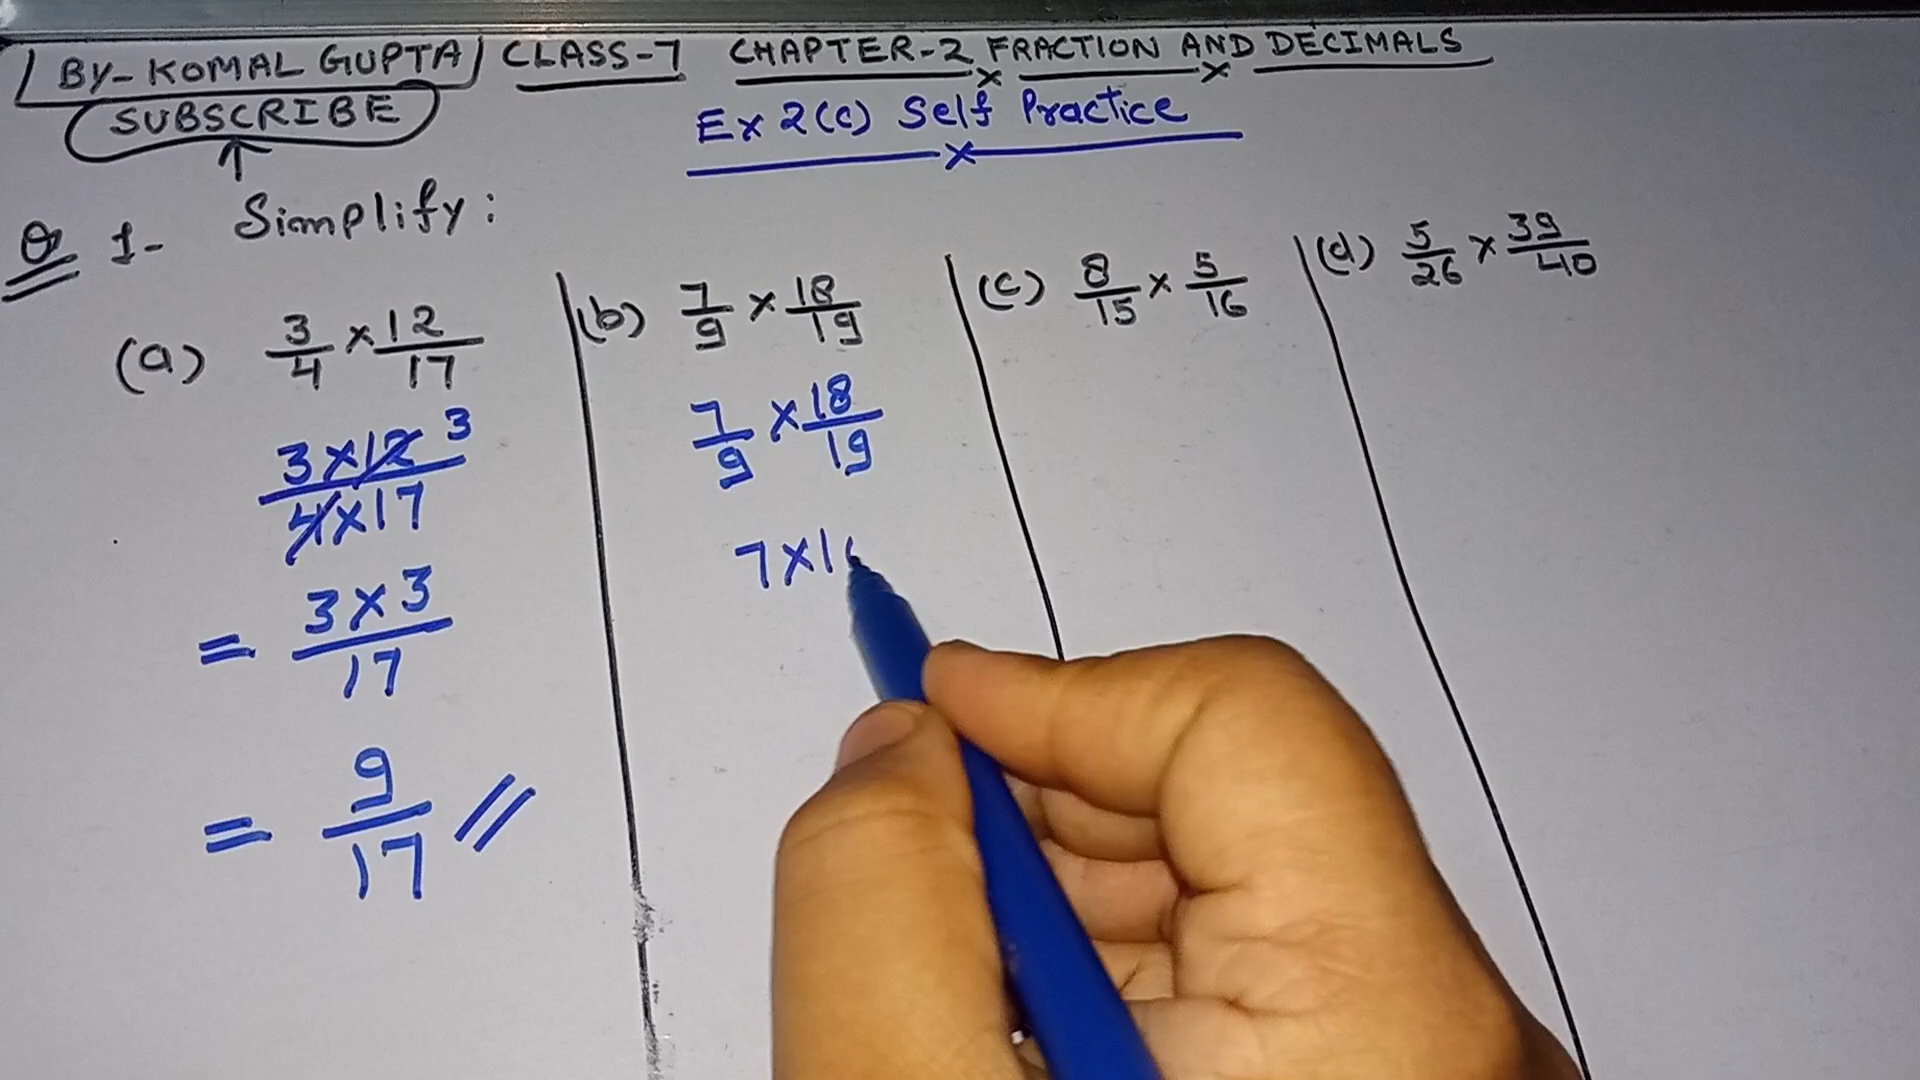 BY-KOMAL GUPTA CLASS-7 CHAPTER-2 FRACTION AND DECIMALS
SUBSCRIBE
Ex 2(c) Self Practice
Q 1- Simplify:
(a) 3/4 × 12/17
3×12/4×17 3
= 3×3/17
= 9/17 //
(b) 7/9 × 18/19
7/9 × 18/19
7×1
(c) 8/15 × 5/16
(d) 5/26 × 39/40